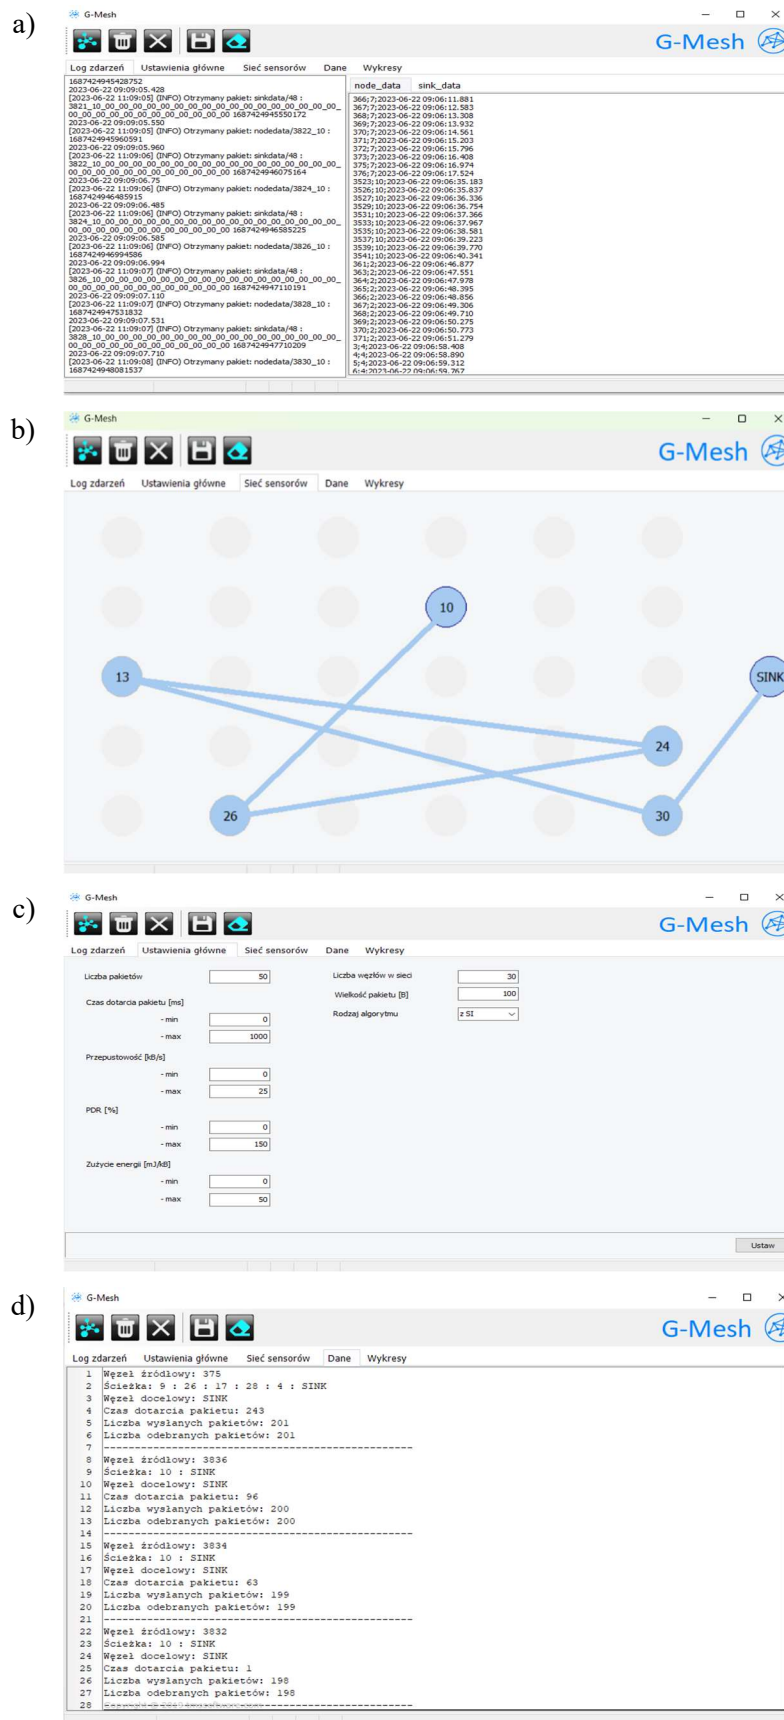 a)
G-Mesh
G-Mesh
Log zdarzeń Ustawienia główne Sieć sensorów Dane Wykresy
1687424945428752
2023-06-22 09:09:05.428
[2023-06-22 11:09:05] (INFO) Otrzymany pakiet: sinkdata/48 :
3821_10_00_00_00_00_00_00_00_00_00_00_00_00_00_00_
00_00_00_00_00_00_00_00_00_00_00 1687424945550172
2023-06-22 09:09:05.550
[2023-06-22 11:09:05] (INFO) Otrzymany pakiet: nodedata/3822_10 :
1687424945960591
2023-06-22 09:09:05.960
[2023-06-22 11:09:06] (INFO) Otrzymany pakiet: sinkdata/48 :
3822_10_00_00_00_00_00_00_00_00_00_00_00_00_00_00_
00_00_00_00_00_00_00_00_00_00_00 1687424946075164
2023-06-22 09:09:06.75
[2023-06-22 11:09:06] (INFO) Otrzymany pakiet: nodedata/3824_10 :
1687424946485915
2023-06-22 09:09:06.485
[2023-06-22 11:09:06] (INFO) Otrzymany pakiet: sinkdata/48 :
3824_10_00_00_00_00_00_00_00_00_00_00_00_00_00_00_
00_00_00_00_00_00_00_00_00_00_00 1687424946585225
2023-06-22 09:09:06.585
[2023-06-22 11:09:06] (INFO) Otrzymany pakiet: nodedata/3826_10 :
1687424946994586
2023-06-22 09:09:06.994
[2023-06-22 11:09:07] (INFO) Otrzymany pakiet: sinkdata/48 :
3826_10_00_00_00_00_00_00_00_00_00_00_00_00_00_00_
00_00_00_00_00_00_00_00_00_00_00 1687424947110191
2023-06-22 09:09:07.110
[2023-06-22 11:09:07] (INFO) Otrzymany pakiet: nodedata/3828_10 :
1687424947531832
2023-06-22 09:09:07.531
[2023-06-22 11:09:07] (INFO) Otrzymany pakiet: sinkdata/48 :
3828_10_00_00_00_00_00_00_00_00_00_00_00_00_00_00_
00_00_00_00_00_00_00_00_00_00_00 1687424947710209
2023-06-22 09:09:07.710
[2023-06-22 11:09:08] (INFO) Otrzymany pakiet: nodedata/3830_10 :
1687424948081537
node_data sink_data
366;7;2023-06-22 09:06:11.881
367;7;2023-06-22 09:06:12.583
368;7;2023-06-22 09:06:13.308
369;7;2023-06-22 09:06:13.932
370;7;2023-06-22 09:06:14.561
371;7;2023-06-22 09:06:15.203
372;7;2023-06-22 09:06:15.796
373;7;2023-06-22 09:06:16.408
375;7;2023-06-22 09:06:16.974
376;7;2023-06-22 09:06:17.524
3523;10;2023-06-22 09:06:35.183
3526;10;2023-06-22 09:06:35.837
3527;10;2023-06-22 09:06:36.336
3529;10;2023-06-22 09:06:36.754
3531;10;2023-06-22 09:06:37.366
3533;10;2023-06-22 09:06:37.967
3535;10;2023-06-22 09:06:38.581
3537;10;2023-06-22 09:06:39.223
3539;10;2023-06-22 09:06:39.770
3541;10;2023-06-22 09:06:40.341
361;2;2023-06-22 09:06:46.877
363;2;2023-06-22 09:06:47.551
364;2;2023-06-22 09:06:47.978
365;2;2023-06-22 09:06:48.395
366;2;2023-06-22 09:06:48.856
367;2;2023-06-22 09:06:49.306
368;2;2023-06-22 09:06:49.710
369;2;2023-06-22 09:06:50.275
370;2;2023-06-22 09:06:50.773
371;2;2023-06-22 09:06:51.279
3;4;2023-06-22 09:06:58.408
4;4;2023-06-22 09:06:58.890
5;4;2023-06-22 09:06:59.312
6;4;2023-06-22 09:06:59.767
b)
G-Mesh
G-Mesh
Log zdarzeń Ustawienia główne Sieć sensorów Dane Wykresy
10
13
SINK
24
26
30
c)
G-Mesh
G-Mesh
Log zdarzeń Ustawienia główne Sieć sensorów Dane Wykresy
Liczba pakietów 50 Liczba węzłów w sieci 30
Wielkość pakietu [B] 100
Czas dotarcia pakietu [ms] Rodzaj algorytmu z SI
- min 0
- max 1000
Przepustowość [kB/s]
- min 0
- max 25
PDR [%]
- min 0
- max 150
Zużycie energii [mJ/kB]
- min 0
- max 50
Ustaw
d)
G-Mesh
G-Mesh
Log zdarzeń Ustawienia główne Sieć sensorów Dane Wykresy
1 Węzeł źródłowy: 375
2 Ścieżka: 9 : 26 : 17 : 28 : 4 : SINK
3 Węzeł docelowy: SINK
4 Czas dotarcia pakietu: 243
5 Liczba wysłanych pakietów: 201
6 Liczba odebranych pakietów: 201
7 --------------------------------------------------
8 Węzeł źródłowy: 3836
9 Ścieżka: 10 : SINK
10 Węzeł docelowy: SINK
11 Czas dotarcia pakietu: 96
12 Liczba wysłanych pakietów: 200
13 Liczba odebranych pakietów: 200
14 --------------------------------------------------
15 Węzeł źródłowy: 3834
16 Ścieżka: 10 : SINK
17 Węzeł docelowy: SINK
18 Czas dotarcia pakietu: 63
19 Liczba wysłanych pakietów: 199
20 Liczba odebranych pakietów: 199
21 --------------------------------------------------
22 Węzeł źródłowy: 3832
23 Ścieżka: 10 : SINK
24 Węzeł docelowy: SINK
25 Czas dotarcia pakietu: 1
26 Liczba wysłanych pakietów: 198
27 Liczba odebranych pakietów: 198
28 --------------------------------------------------